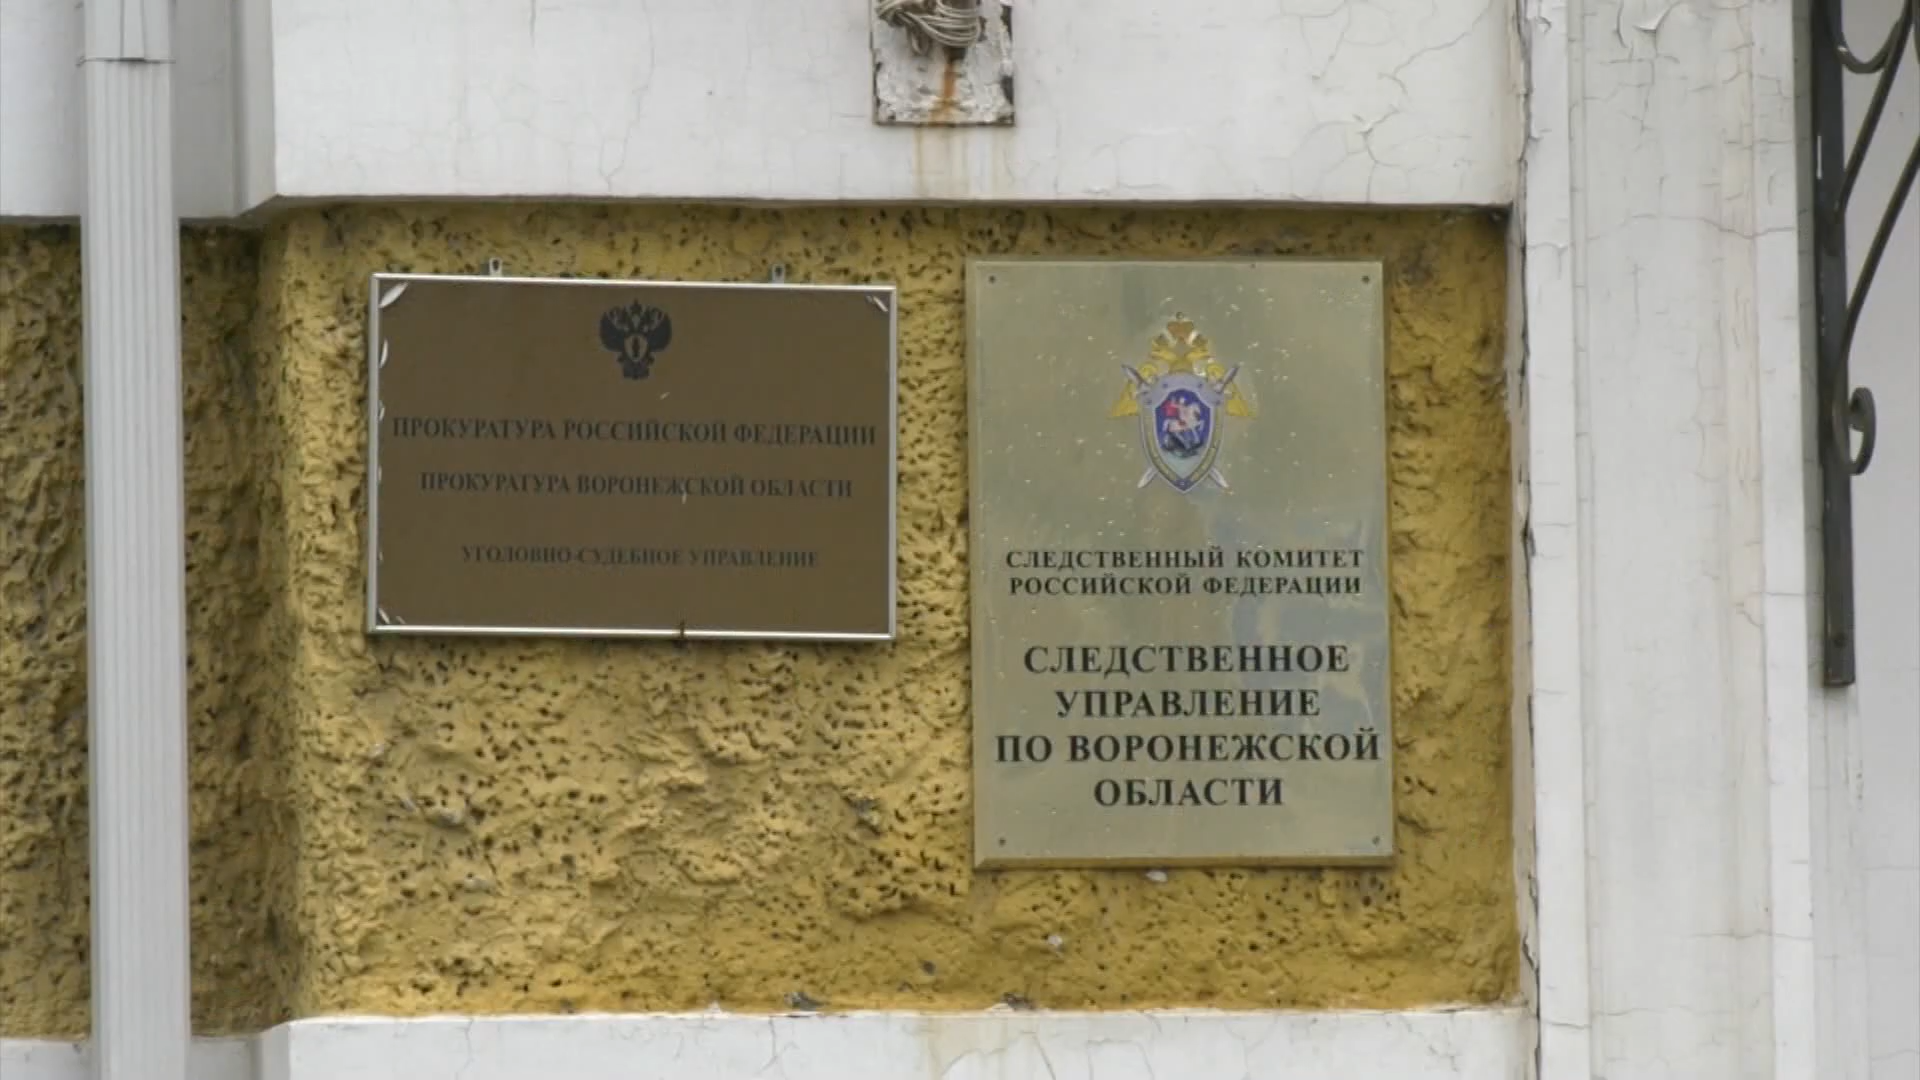 ПРОКУРАТУРА РОССИЙСКОЙ ФЕДЕРАЦИИ
ПРОКУРАТУРА ВОРОНЕЖСКОЙ ОБЛАСТИ
УГОЛОВНО-СУДЕБНОЕ УПРАВЛЕНИЕ
СЛЕДСТВЕННЫЙ КОМИТЕТ
РОССИЙСКОЙ ФЕДЕРАЦИИ
СЛЕДСТВЕННОЕ
УПРАВЛЕНИЕ
ПО ВОРОНЕЖСКОЙ
ОБЛАСТИ